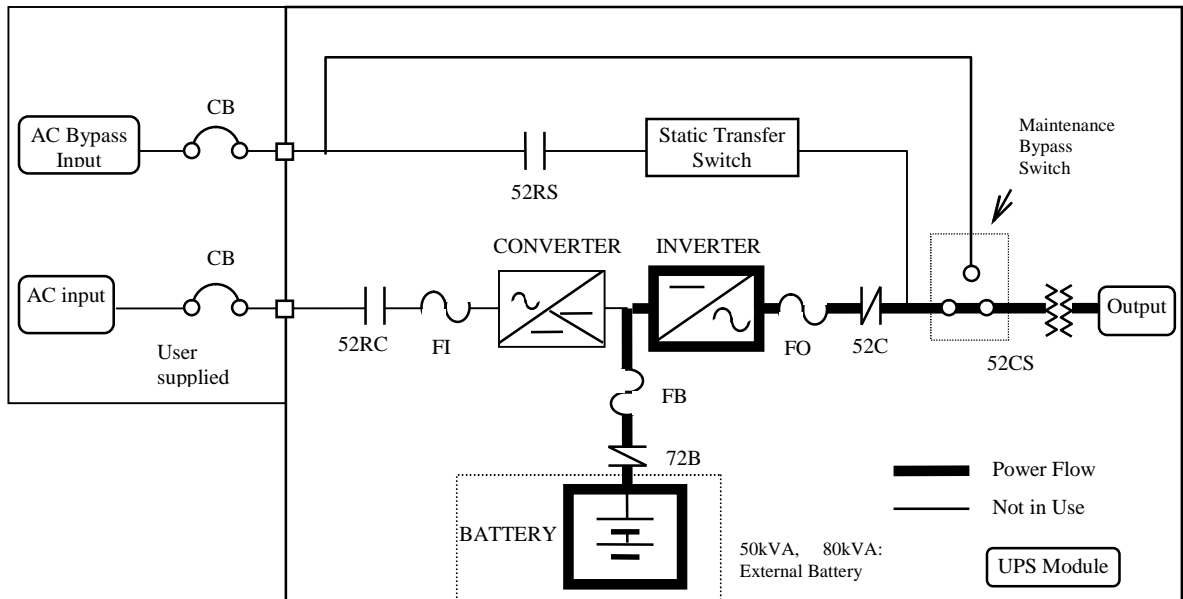 CB
AC Bypass
Input
Static Transfer
Switch
Maintenance
Bypass
Switch
52RS
CB
CONVERTER
INVERTER
AC input
Output
52RC
FI
FO
52C
52CS
User
supplied
FB
72B
Power Flow
Not in Use
BATTERY
50kVA, 80kVA:
External Battery
UPS Module